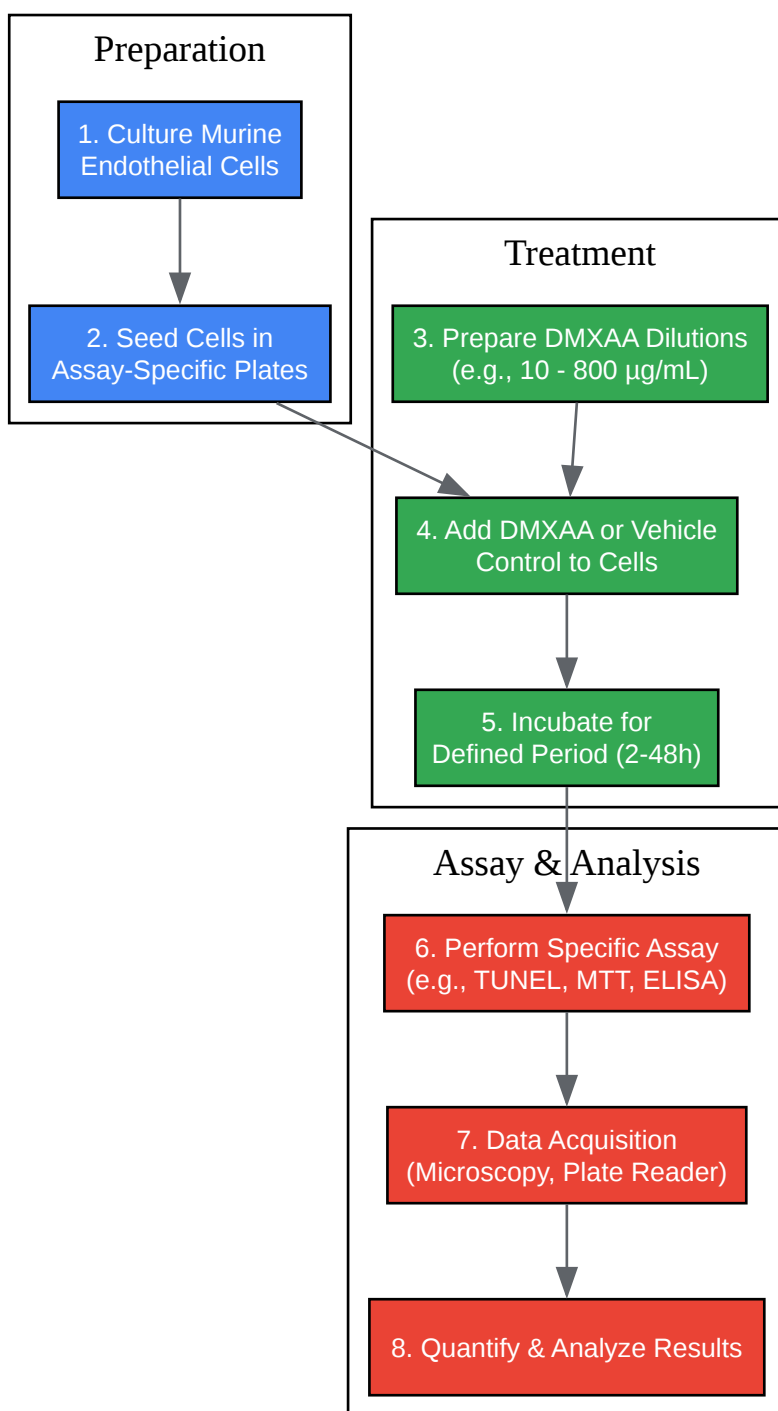 Preparation
1. Culture Murine
Endothelial Cells
2. Seed Cells in
Assay-Specific Plates
Treatment
3. Prepare DMXAA Dilutions
(e.g., 10 - 800 µg/mL)
4. Add DMXAA or Vehicle
Control to Cells
5. Incubate for
Defined Period (2-48h)
Assay & Analysis
6. Perform Specific Assay
(e.g., TUNEL, MTT, ELISA)
7. Data Acquisition
(Microscopy, Plate Reader)
8. Quantify & Analyze Results